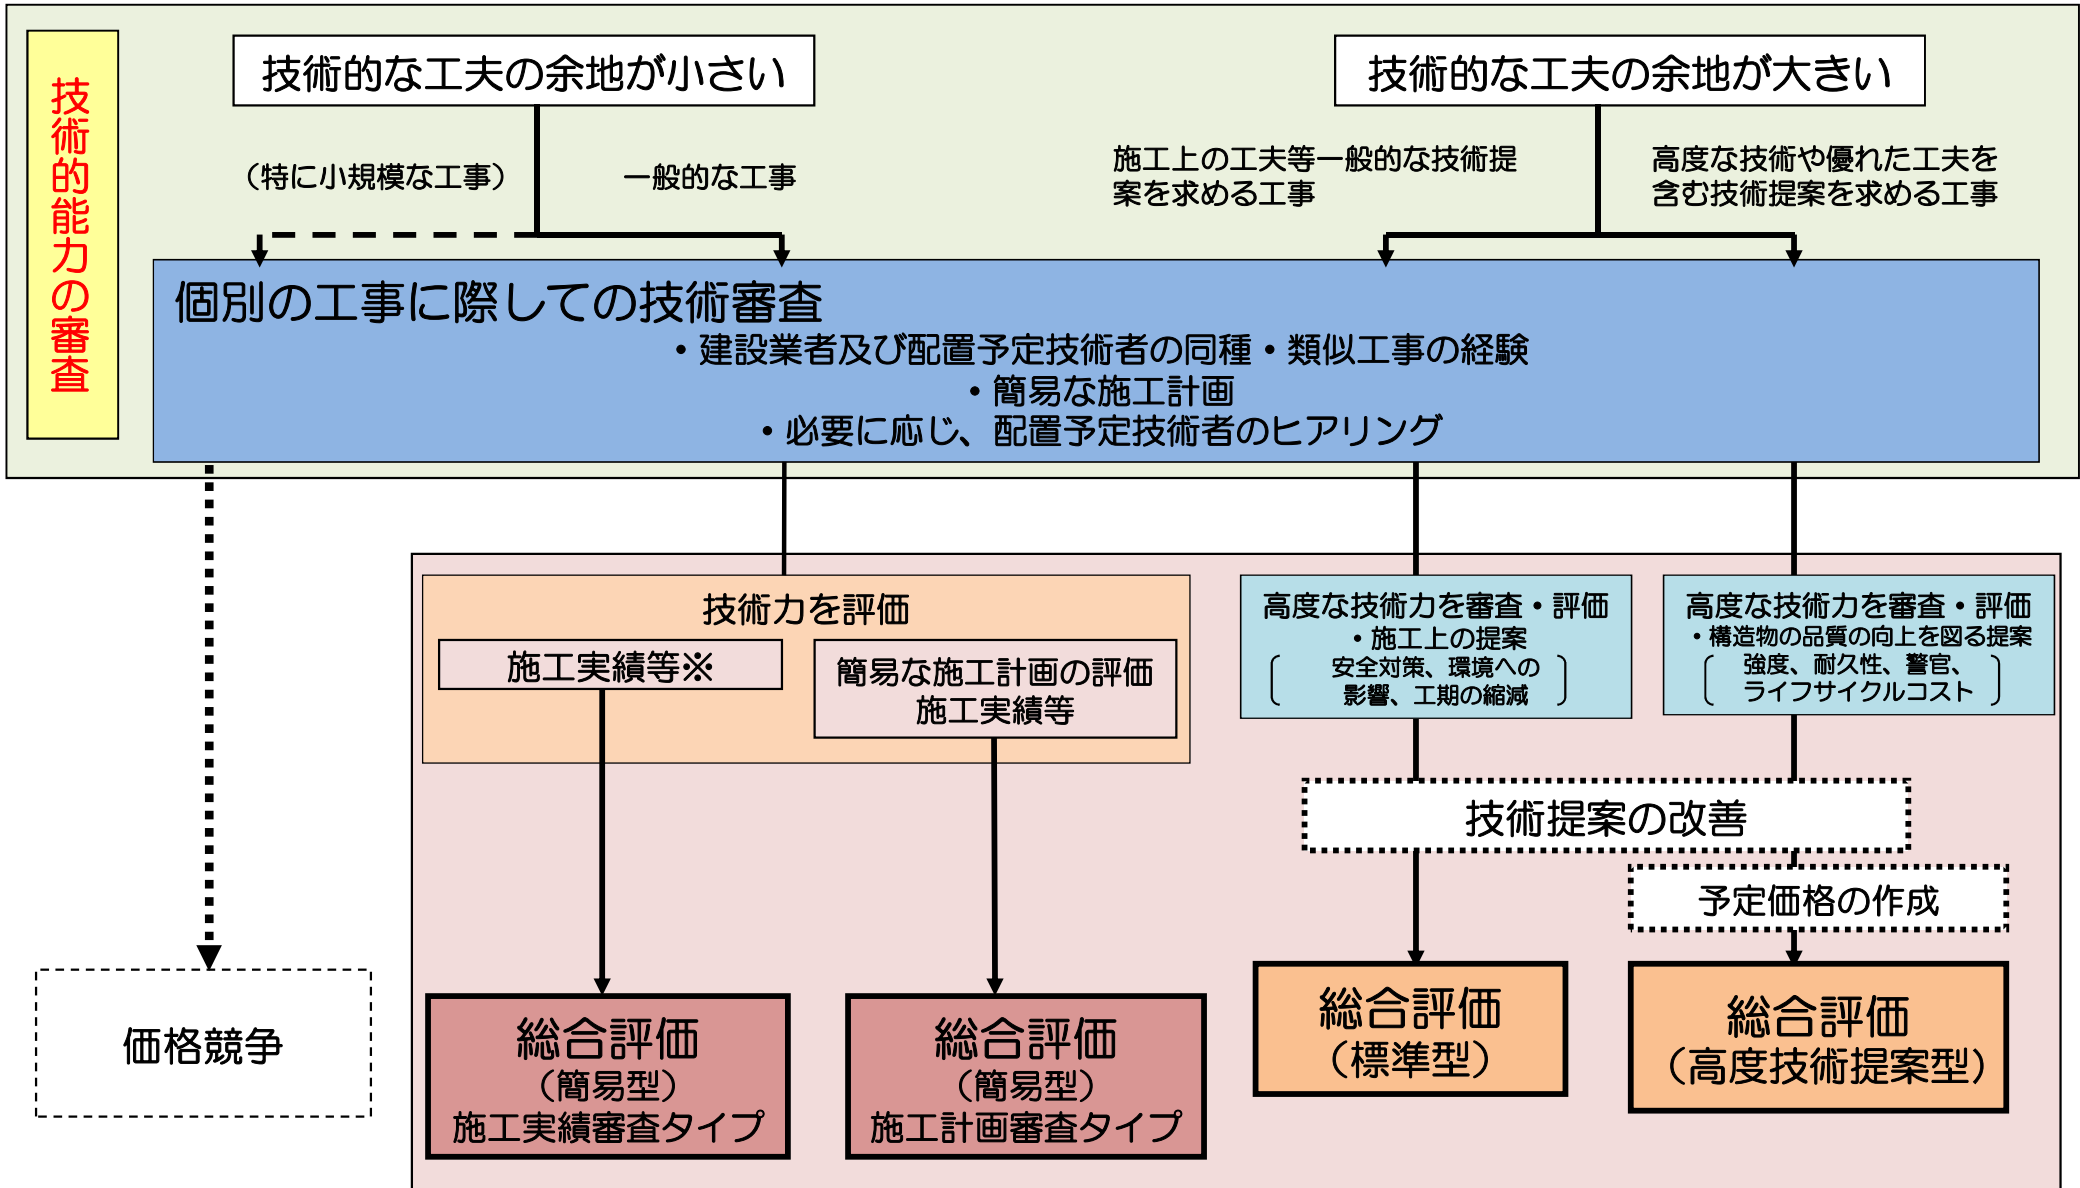 技術的能力の審査
技術的な工夫の余地が小さい
技術的な工夫の余地が大きい
（特に小規模な工事）
一般的な工事
施工上の工夫等一般的な技術提
案を求める工事
高度な技術や優れた工夫を
含む技術提案を求める工事
個別の工事に際しての技術審査
・建設業者及び配置予定技術者の同種・類似工事の経験
・簡易な施工計画
・必要に応じ、配置予定技術者のヒアリング
技術力を評価
施工実績等※
簡易な施工計画の評価
施工実績等
高度な技術力を審査・評価
・施工上の提案
安全対策、環境への
影響、工期の縮減
高度な技術力を審査・評価
・構造物の品質の向上を図る提案
強度、耐久性、警官、
ライフサイクルコスト
技術提案の改善
予定価格の作成
価格競争
総合評価
（簡易型）
施工実績審査タイプ
総合評価
（簡易型）
施工計画審査タイプ
総合評価
（標準型）
総合評価
（高度技術提案型）